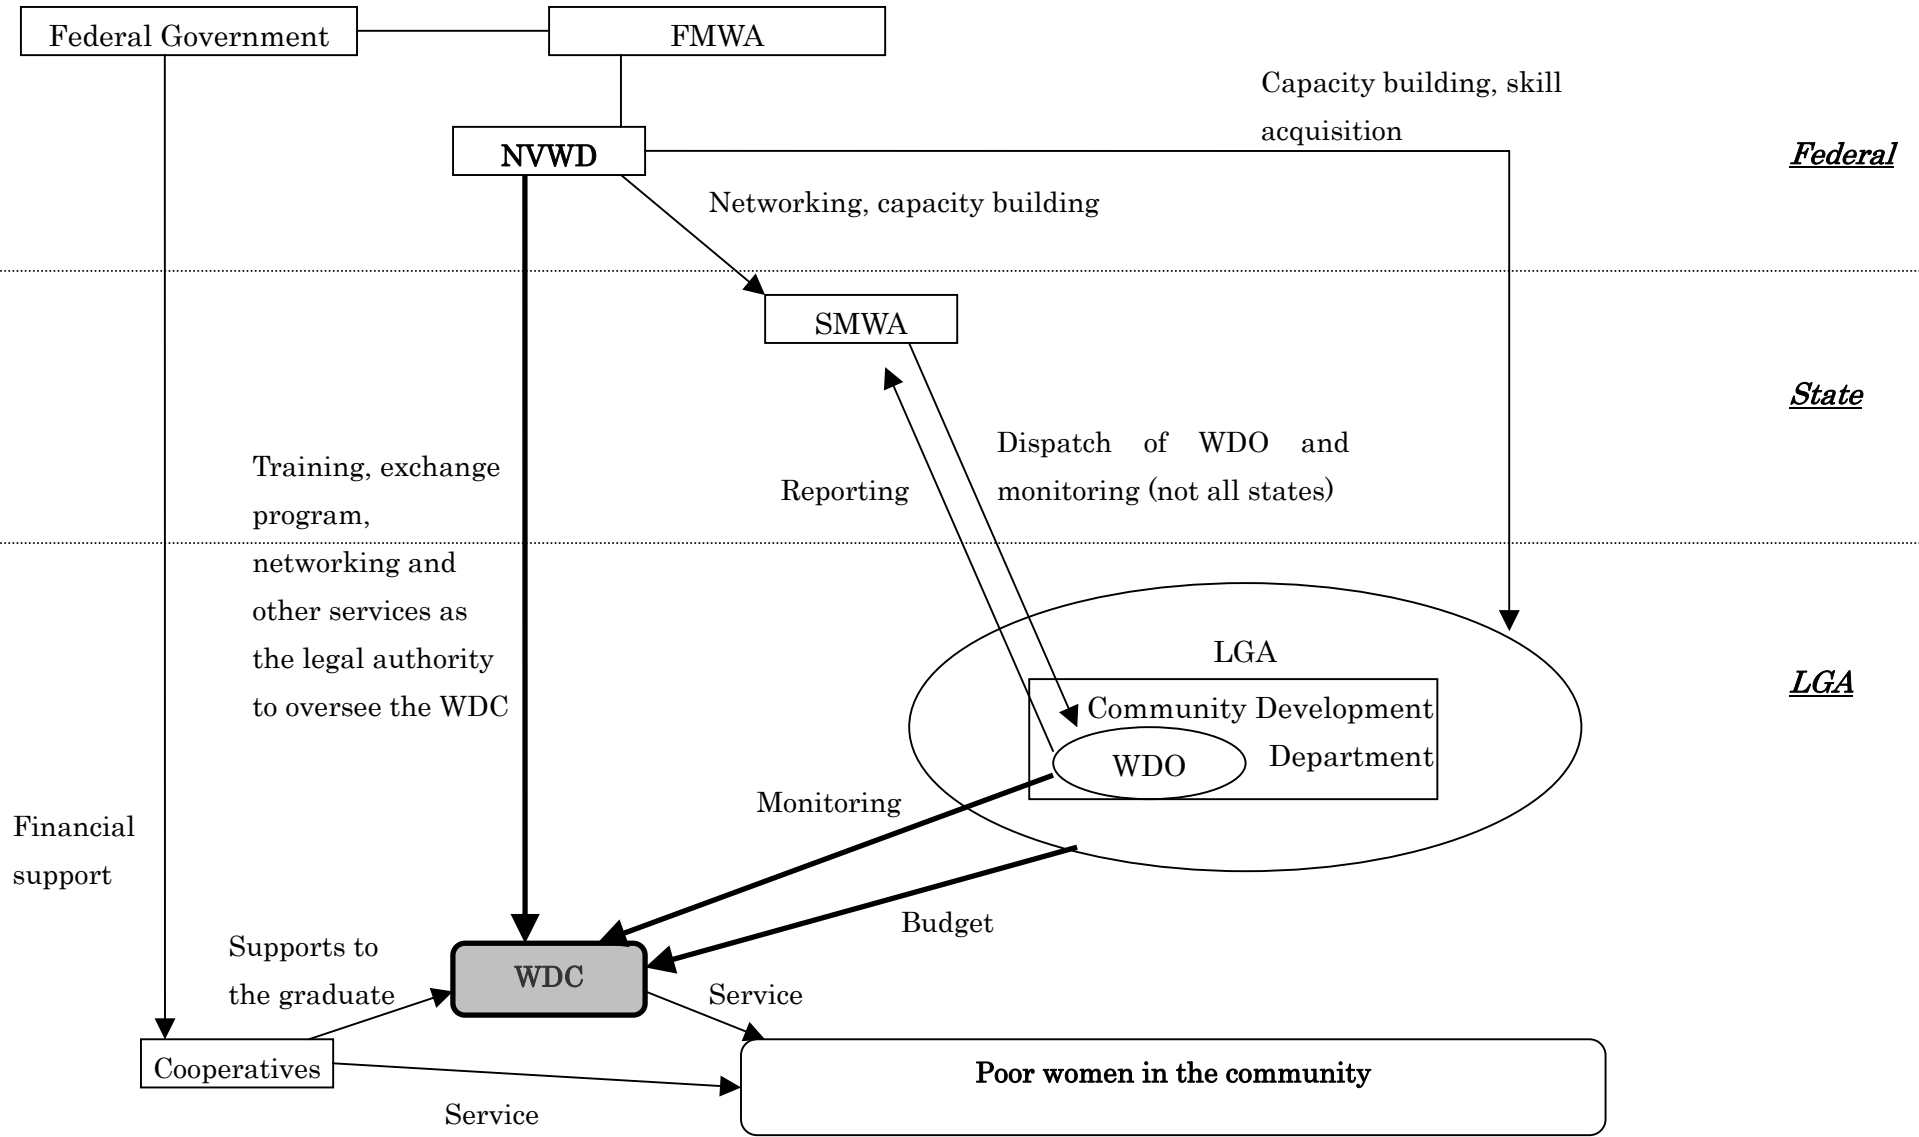 Federal Government
FMWA
Capacity building, skill
acquisition
NVWD
Federal
Networking, capacity building
SMWA
State
Dispatch of WDO and
monitoring (not all states)
Reporting
Training, exchange
program,
networking and
other services as
the legal authority
to oversee the WDC
LGA
LGA
Community Development
Department
WDO
Monitoring
Financial
support
Budget
Supports to
the graduate
WDC
Service
Cooperatives
Poor women in the community
Service